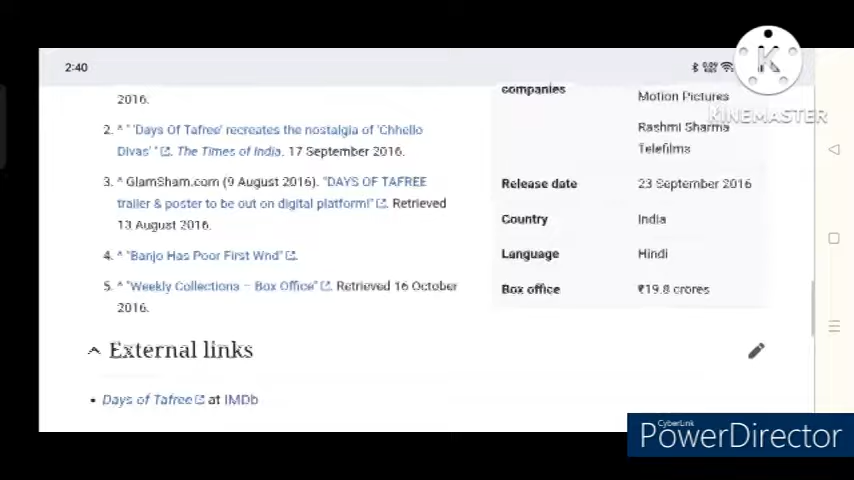 2:40
KINEMASTER
2016.
2. ^ "'Days Of Tafree' recreates the nostalgia of 'Chhello
Divas' ". The Times of India. 17 September 2016.
3. ^ GlamSham.com (9 August 2016). "DAYS OF TAFREE
trailer & poster to be out on digital platform!". Retrieved
13 August 2016.
4. ^ "Banjo Has Poor First Wnd".
5. ^ "Weekly Collections – Box Office". Retrieved 16 October
2016.
companies
Motion Pictures
Rashmi Sharma
Telefilms
Release date 23 September 2016
Country India
Language Hindi
Box office ₹19.8 crores
External links
• Days of Tafree at IMDb
CyberLink
PowerDirector